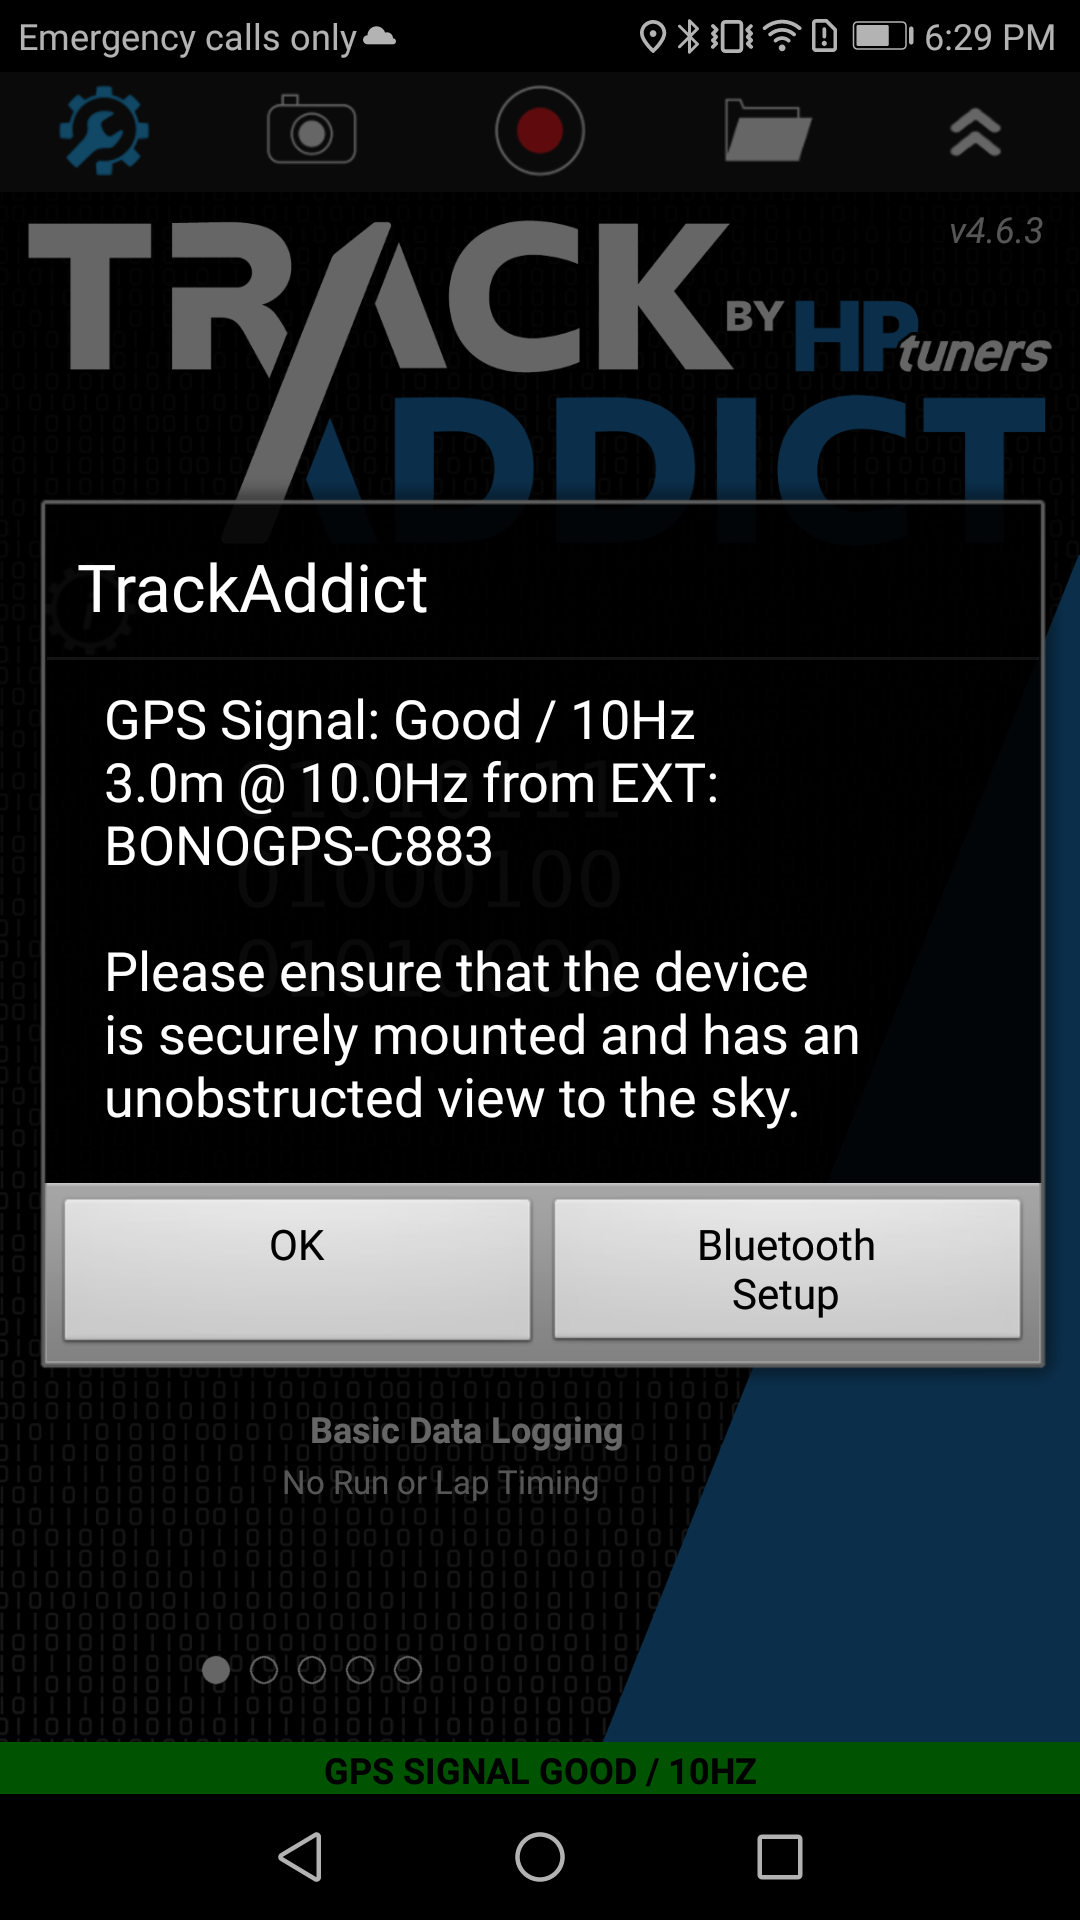 Emergency calls only 6:29 PM
v4.6.3
TRACK
BY HP tuners
ADDICT
TrackAddict
GPS Signal: Good / 10Hz
3.0m @ 10.0Hz from EXT:
BONOGPS-C883
Please ensure that the device
is securely mounted and has an
unobstructed view to the sky.
OK
Bluetooth
Setup
Basic Data Logging
No Run or Lap Timing
GPS SIGNAL GOOD / 10HZ